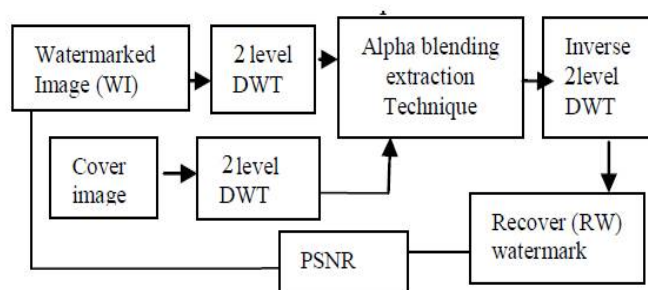 Watermarked
Image (WI)
2 level
DWT
Alpha blending
extraction
Technique
Inverse
2level
DWT
Cover
image
2 level
DWT
Recover (RW)
watermark
PSNR